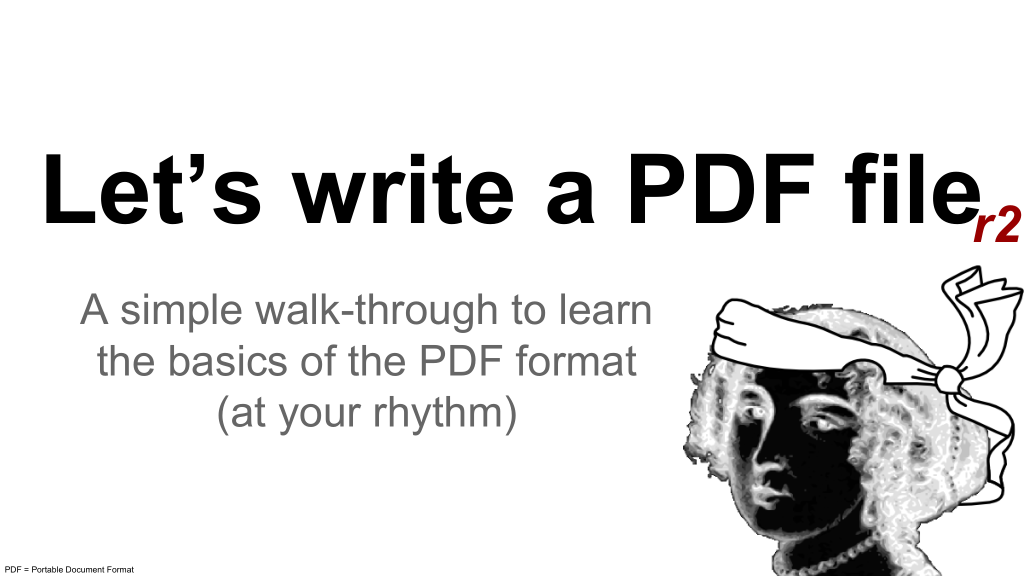 Let’s write a PDF file
r2
A simple walk-through to learn
the basics of the PDF format
(at your rhythm)
PDF = Portable Document Format